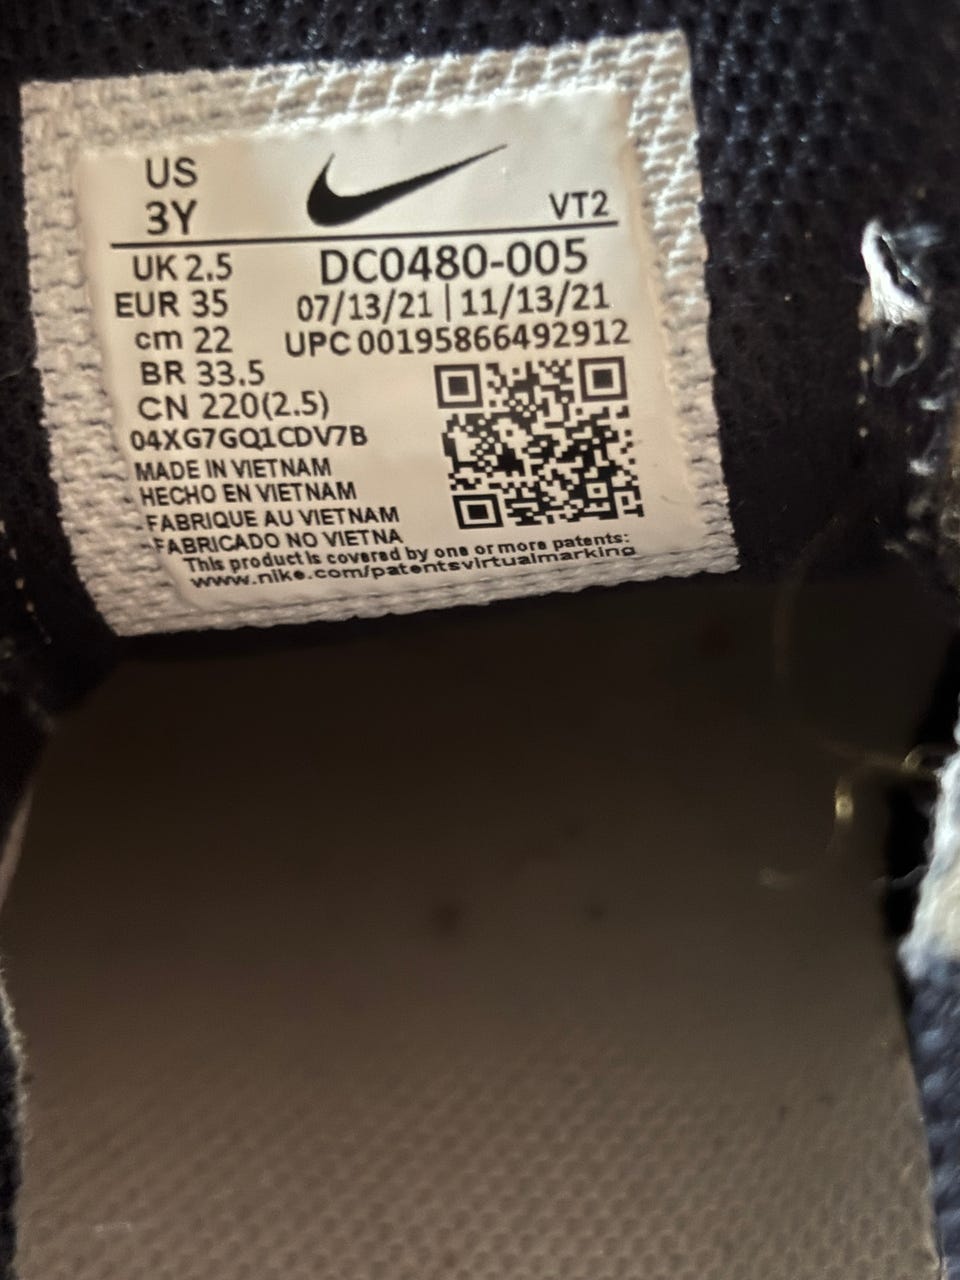 US
3Y
VT2
UK 2.5 DC0480-005
EUR 35 07/13/21 | 11/13/21
cm 22 UPC 00195866492912
BR 33.5
CN 220(2.5)
04XG7GQ1CDV7B
MADE IN VIETNAM
HECHO EN VIETNAM
FABRIQUE AU VIETNAM
FABRICADO NO VIETNA
This product is covered by one or more patents:
www.nike.com/patentsvirtualmarking